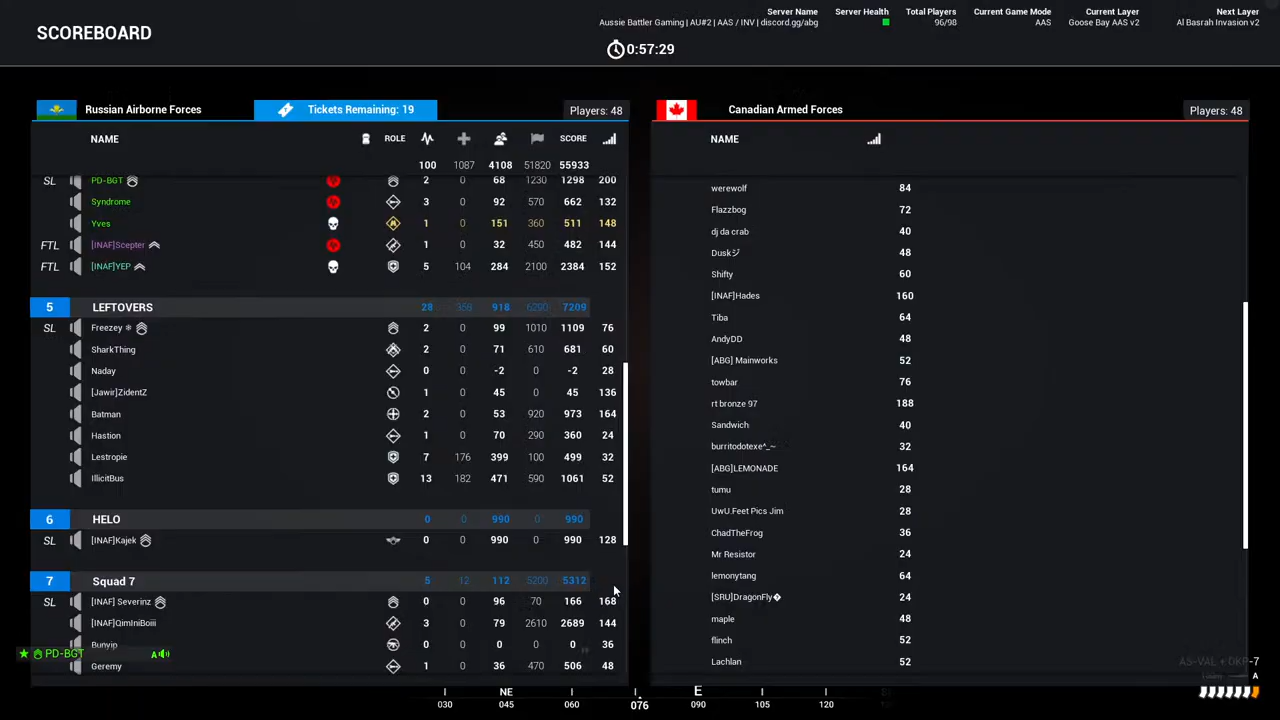 SCOREBOARD
Server Name Server Health Total Players Current Game Mode Current Layer Next Layer
Aussie Battler Gaming | AU#2 | AAS / INV | discord.gg/abg 96/98 AAS Goose Bay AAS v2 Al Basrah Invasion v2
0:57:29
Russian Airborne Forces Tickets Remaining: 19 Players: 48
NAME ROLE SCORE
100 1087 4108 51820 55933
SL PD-BGT 2 0 68 1230 1298 200
Syndrome 3 0 92 570 662 132
Yves 1 0 151 360 511 148
FTL [INAF]Scepter 1 0 32 450 482 144
FTL [INAF]YEP 5 104 284 2100 2384 152
5 LEFTOVERS 28 358 918 6290 7209
SL Freezey ❄ 2 0 99 1010 1109 76
SharkThing 2 0 71 610 681 60
Naday 0 0 -2 0 -2 28
[Jawir]ZidentZ 1 0 45 0 45 136
Batman 2 0 53 920 973 164
Hastion 1 0 70 290 360 24
Lestropie 7 176 399 100 499 32
IllicitBus 13 182 471 590 1061 52
6 HELO 0 0 990 0 990
SL [INAF]Kajek 0 0 990 0 990 128
7 Squad 7 5 12 112 5200 5312
SL [INAF] Severinz 0 0 96 70 166 168
[INAF]QimIniBoiii 3 0 79 2610 2689 144
Bunyip 0 0 0 0 0 36
PD-BGT A
Geremy 1 0 36 470 506 48
Canadian Armed Forces Players: 48
NAME
werewolf 84
Flazzbog 72
dj da crab 40
Duskジ 48
Shifty 60
[INAF]Hades 160
Tiba 64
AndyDD 48
[ABG] Mainworks 52
towbar 76
rt bronze 97 188
Sandwich 40
burritodotexe^_~ 32
[ABG]LEMONADE 164
tumu 28
UwU.Feet Pics Jim 28
ChadTheFrog 36
Mr Resistor 24
lemonytang 64
[SRU]DragonFly� 24
maple 48
flinch 52
Lachlan 52
AS-VAL + OKP-7
A
NE E
030 045 060 076 090 105 120